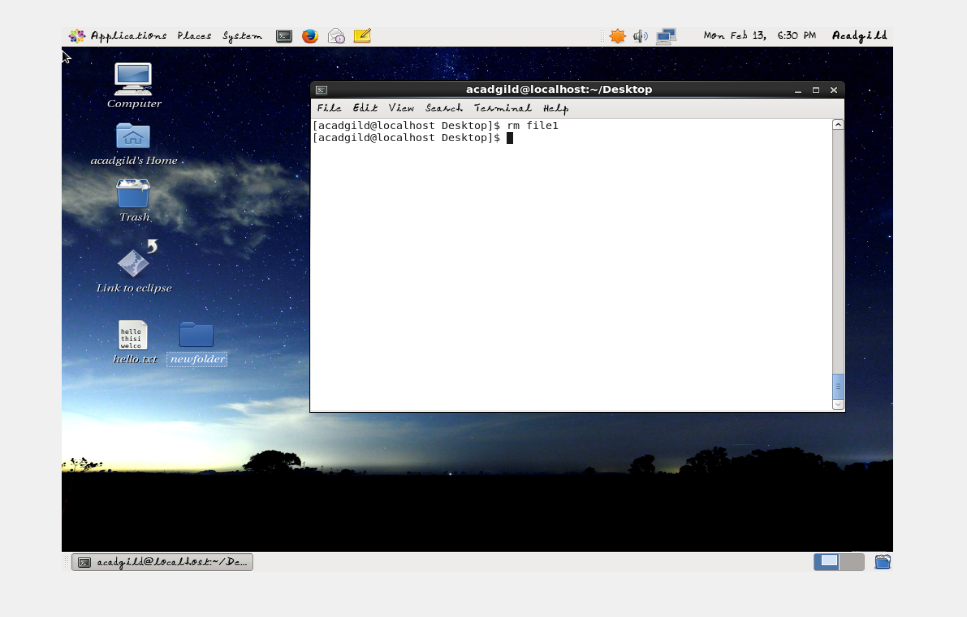 Applications Places System
Mon Feb 13, 6:30 PM Acadgild
Computer
acadgild's Home
Trash
Link to eclipse
hello
thisi
welco
hello.txt
newfolder
acadgild@localhost:~/Desktop
File Edit View Search Terminal Help
[acadgild@localhost Desktop]$ rm file1
[acadgild@localhost Desktop]$
acadgild@localhost:~/De...